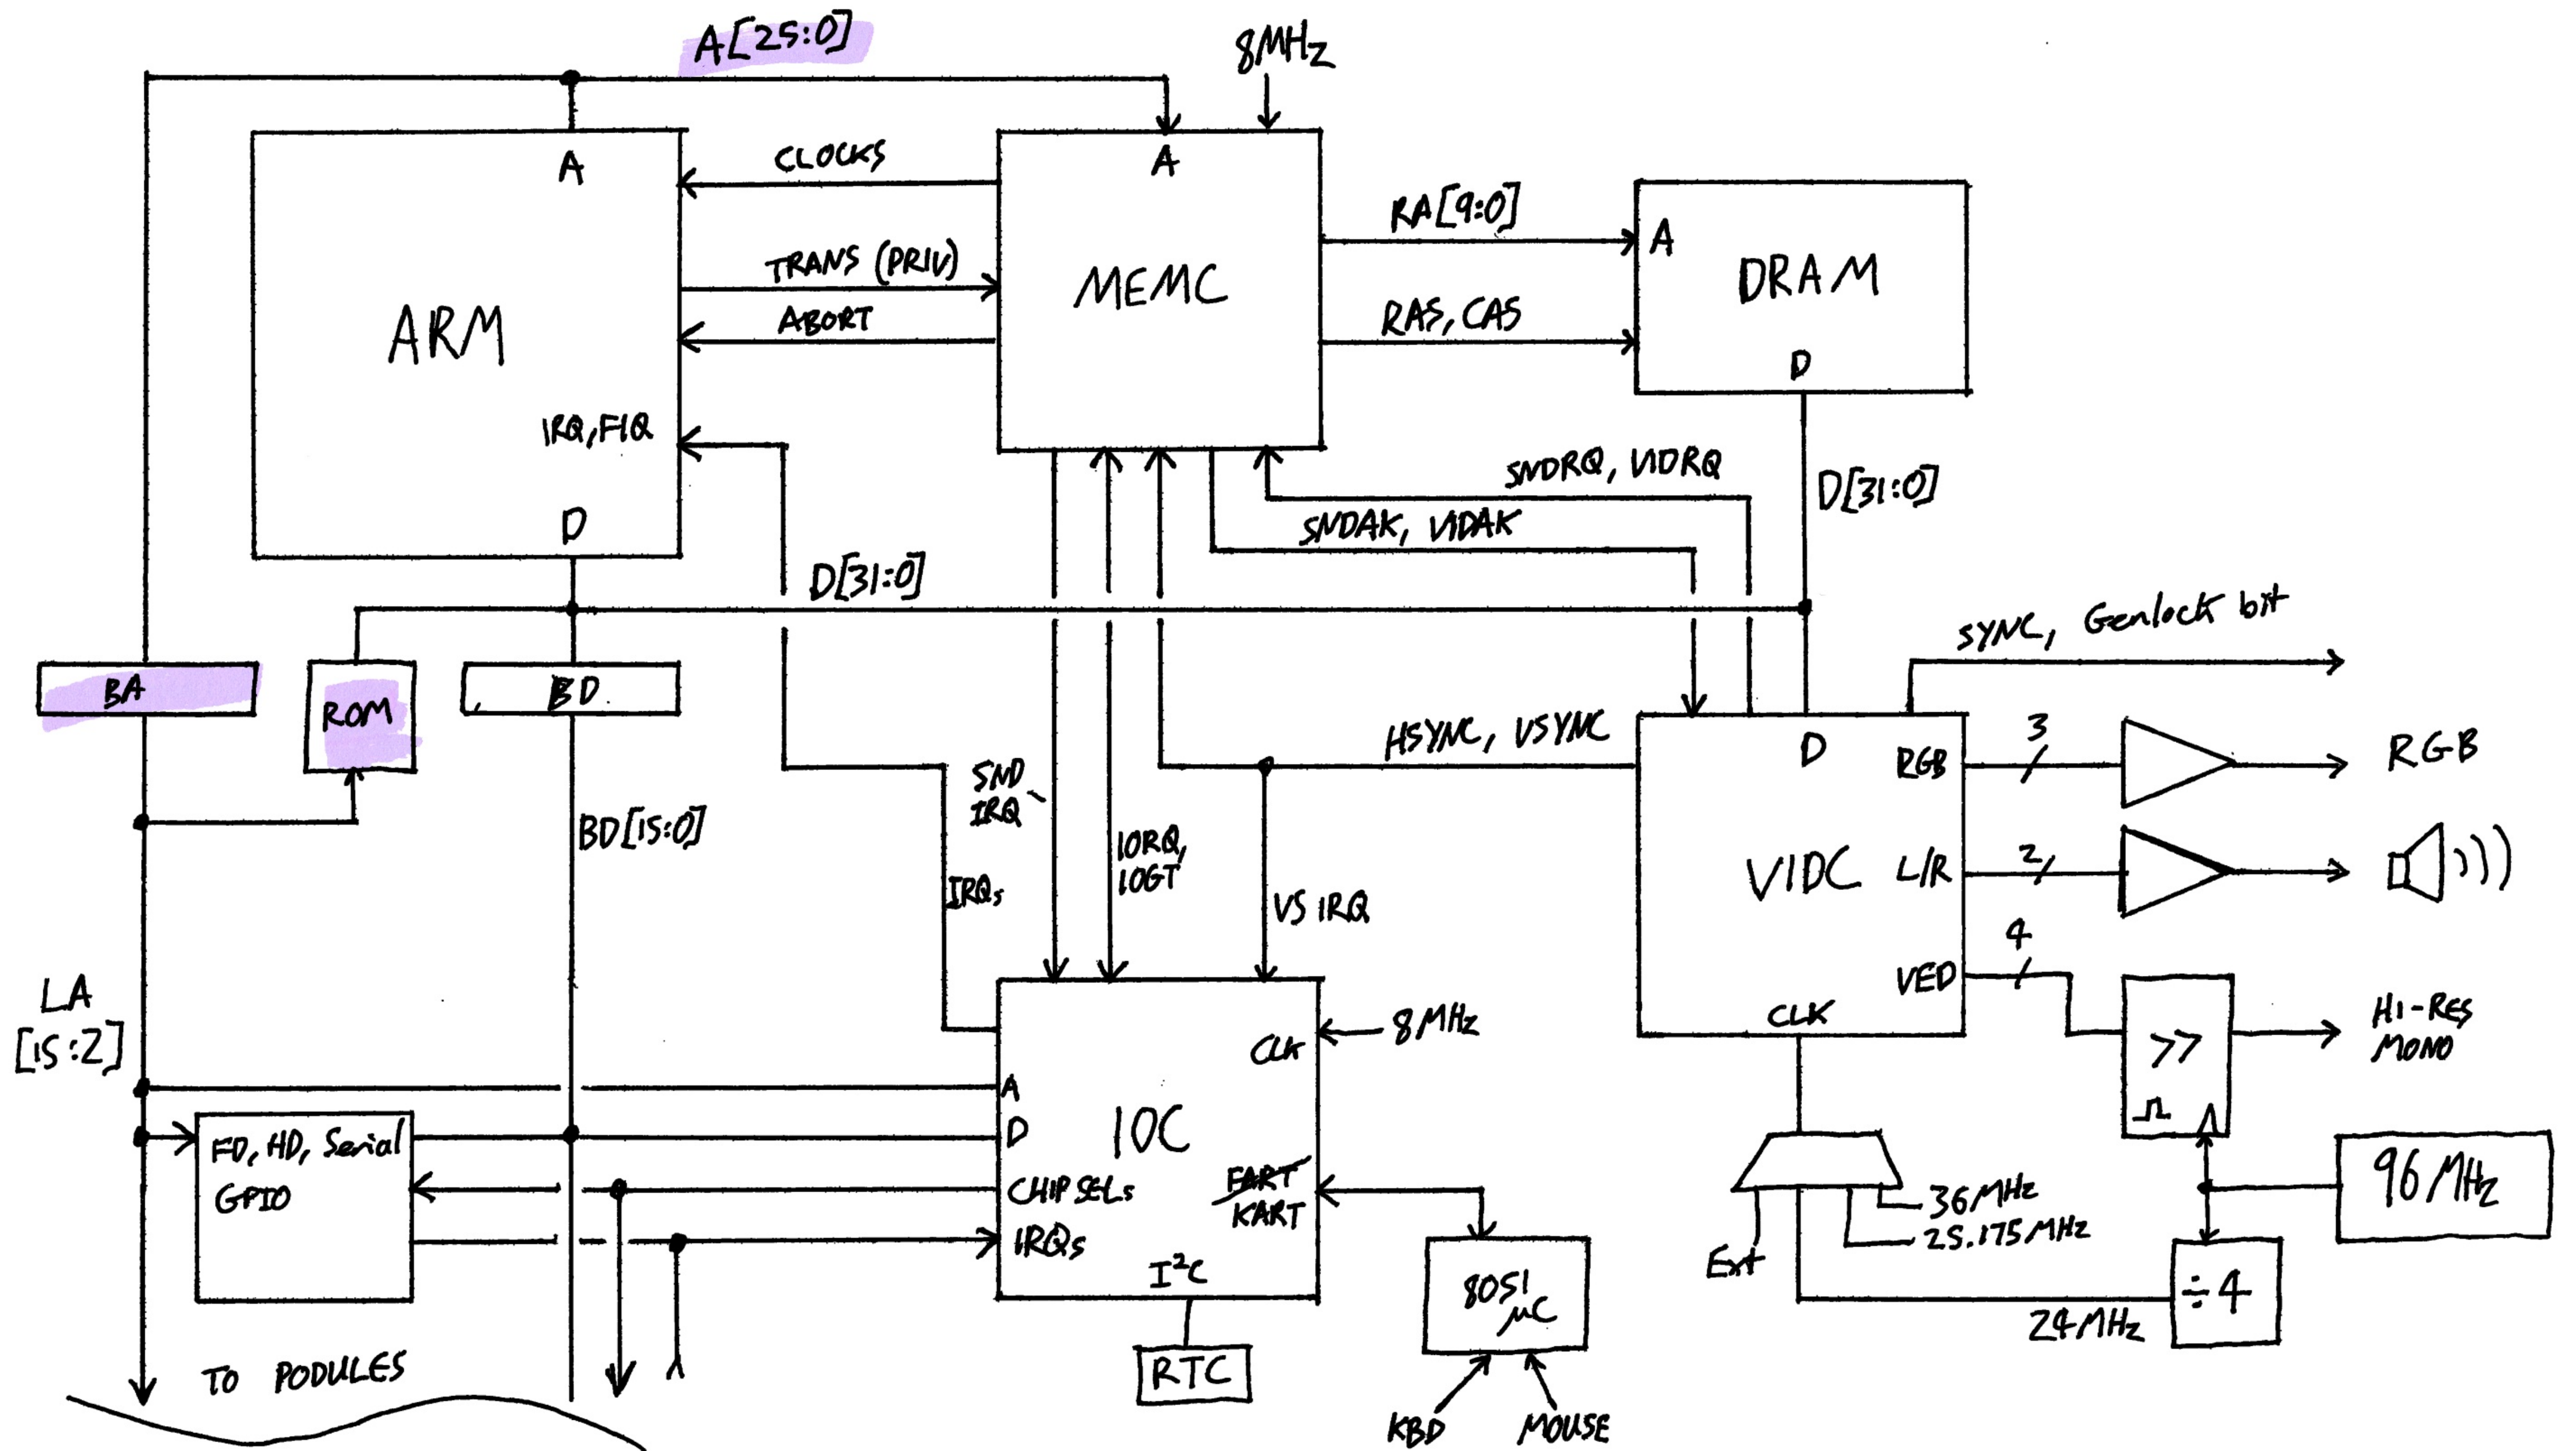 A[25:0]
8MHz
A
CLOCKS
A
TRANS (PRIV)
ABORT
ARM
MEMC
RA[9:0]
RAS, CAS
A
DRAM
D
IRQ, FIQ
D
SNDRQ, VIDRQ
SNDAK, VIDAK
D[31:0]
D[31:0]
SYNC, Genlock bit
BA
ROM
BD
BD[15:0]
SND
IRQ
IORQ,
IOGT
IRQs
VS IRQ
HSYNC, VSYNC
D
RGB
3
RGB
VIDC
L/R
2
VED
4
CLK
HI-RES
MONO
>>
LA
[15:2]
A
D
CLK
8MHz
IOC
CHIP SELs
FART
KART
IRQs
I²C
FD, HD, Serial
GPIO
RTC
8051
μC
KBD
MOUSE
Ext
36MHz
25.175MHz
24MHz
÷4
96MHz
TO PODULES